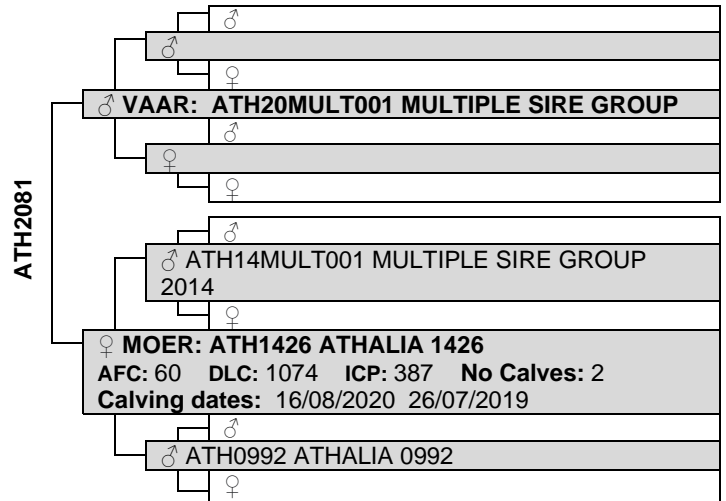 ♂
♂
♀
♂ VAAR: ATH20MULT001 MULTIPLE SIRE GROUP
♂
♀
♀
ATH2081
♂
♂ ATH14MULT001 MULTIPLE SIRE GROUP
2014
♀
♀ MOER: ATH1426 ATHALIA 1426
AFC: 60 DLC: 1074 ICP: 387 No Calves: 2
Calving dates: 16/08/2020 26/07/2019
♂
♂ ATH0992 ATHALIA 0992
♀